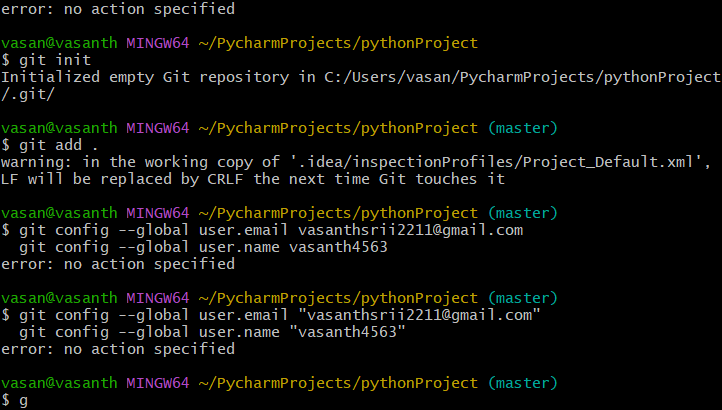 error: no action specified
vasan@vasanth MINGW64 ~/PycharmProjects/pythonProject
$ git init
Initialized empty Git repository in C:/Users/vasan/PycharmProjects/pythonProject
/.git/
vasan@vasanth MINGW64 ~/PycharmProjects/pythonProject (master)
$ git add .
warning: in the working copy of '.idea/inspectionProfiles/Project_Default.xml',
LF will be replaced by CRLF the next time Git touches it
vasan@vasanth MINGW64 ~/PycharmProjects/pythonProject (master)
$ git config --global user.email vasanthsrii2211@gmail.com
  git config --global user.name vasanth4563
error: no action specified
vasan@vasanth MINGW64 ~/PycharmProjects/pythonProject (master)
$ git config --global user.email "vasanthsrii2211@gmail.com"
  git config --global user.name "vasanth4563"
error: no action specified
vasan@vasanth MINGW64 ~/PycharmProjects/pythonProject (master)
$ g